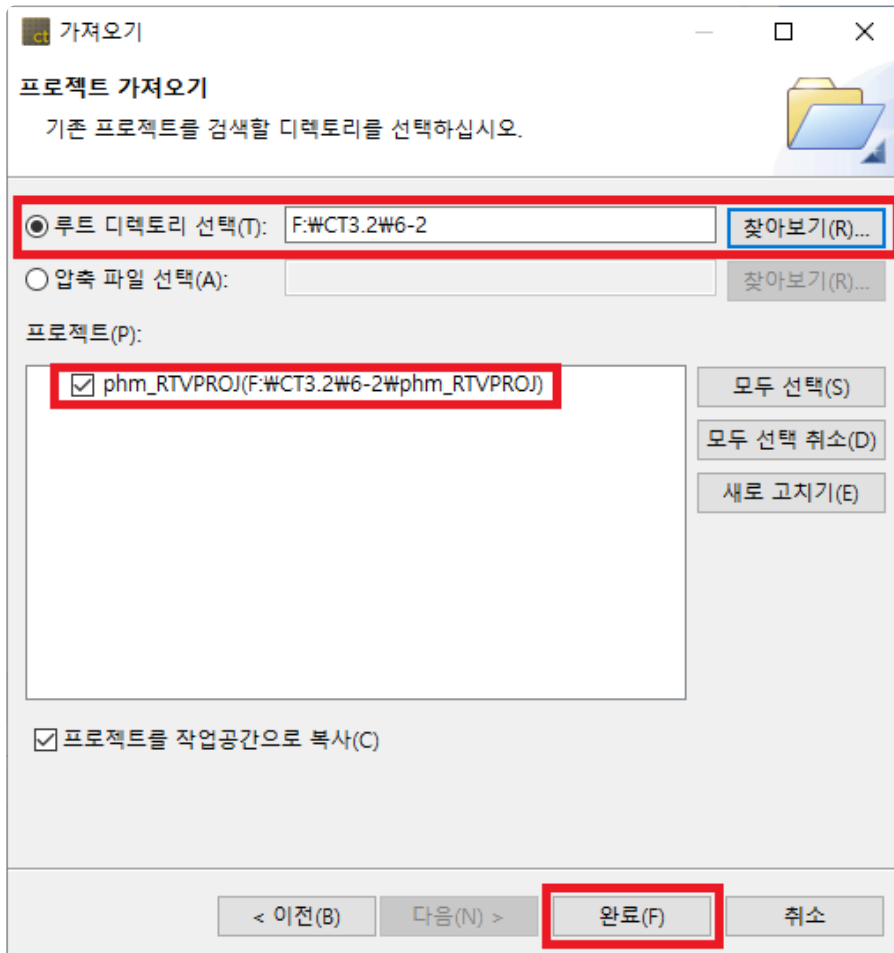 ct 가져오기
프로젝트 가져오기
기존 프로젝트를 검색할 디렉토리를 선택하십시오.
루트 디렉토리 선택(T): F:₩CT3.2₩6-2 찾아보기(R)...
압축 파일 선택(A): 찾아보기(R)...
프로젝트(P):
phm_RTVPROJ(F:₩CT3.2₩6-2₩phm_RTVPROJ) 모두 선택(S)
모두 선택 취소(D)
새로 고치기(E)
프로젝트를 작업공간으로 복사(C)
< 이전(B) 다음(N) > 완료(F) 취소